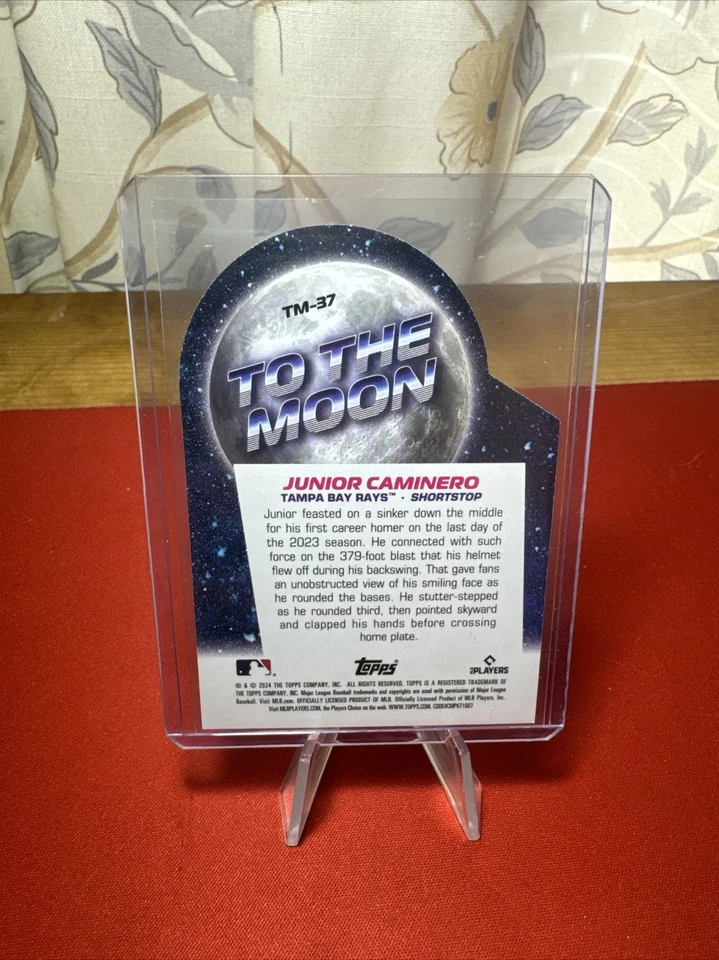 TM-37
TO THE
MOON
JUNIOR CAMINERO
TAMPA BAY RAYS™ • SHORTSTOP
Junior feasted on a sinker down the middle
for his first career homer on the last day of
the 2023 season. He connected with such
force on the 379-foot blast that his helmet
flew off during his backswing. That gave fans
an unobstructed view of his smiling face as
he rounded the bases. He stutter-stepped
as he rounded third, then pointed skyward
and clapped his hands before crossing
home plate.
topps
PLAYERS
® & © 2024 THE TOPPS COMPANY, INC. ALL RIGHTS RESERVED. TOPPS IS A REGISTERED TRADEMARK OF
THE TOPPS COMPANY, INC. Major League Baseball trademarks and copyrights are used with permission of Major League
Baseball. Visit MLB.com. OFFICIALLY LICENSED PRODUCT OF MLB. Officially Licensed Product of MLB Players, Inc.
Visit MLBPLAYERS.COM, the Players Choice on the web. WWW.TOPPS.COM. CODE#CMP071607